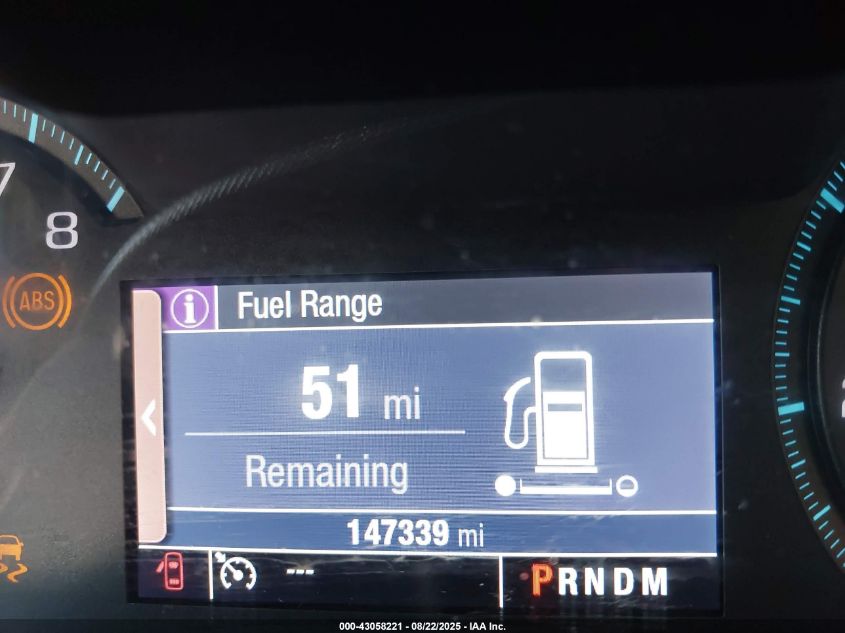 7
8
ABS
i Fuel Range
51 mi
Remaining
147339 mi
---
PRNDM
000-43058221 - 08/22/2025 - IAA Inc.